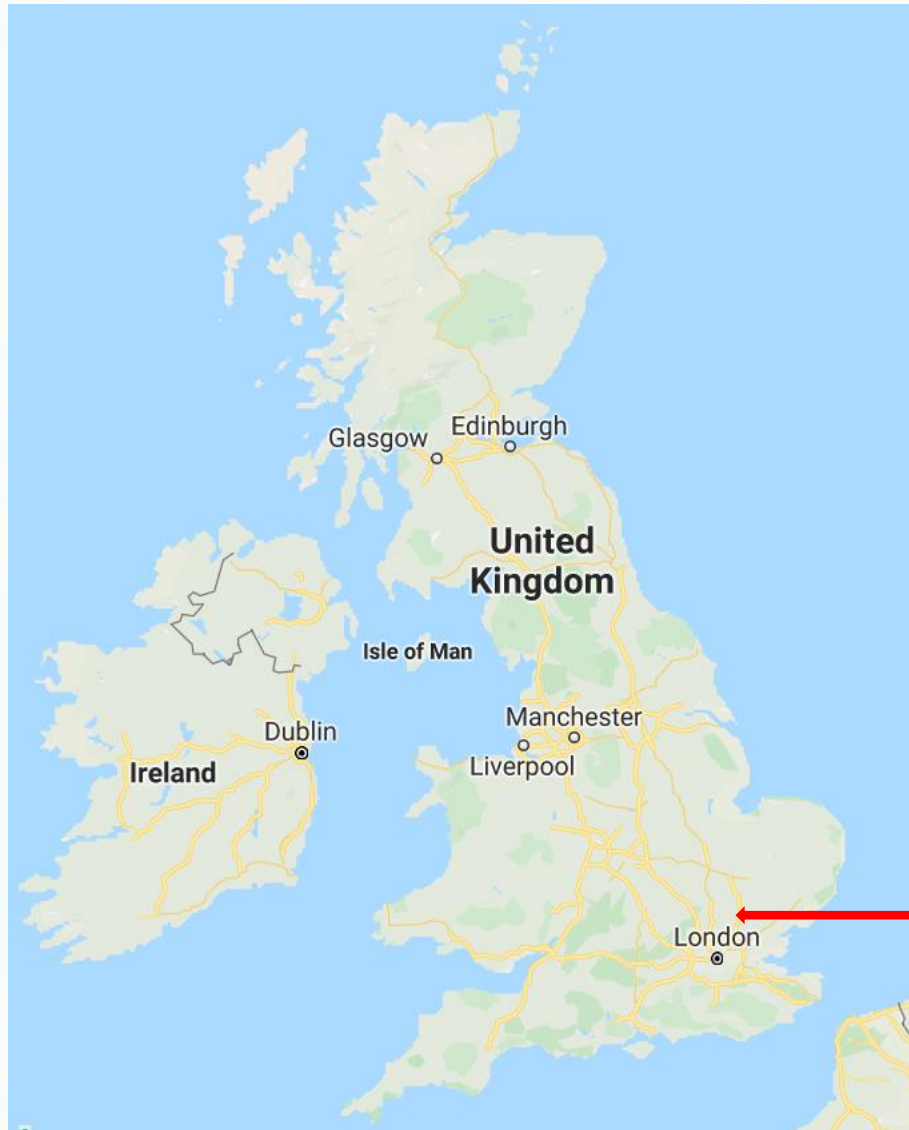 Glasgow
Edinburgh
United
Kingdom
Isle of Man
Manchester
Dublin
Liverpool
Ireland
London